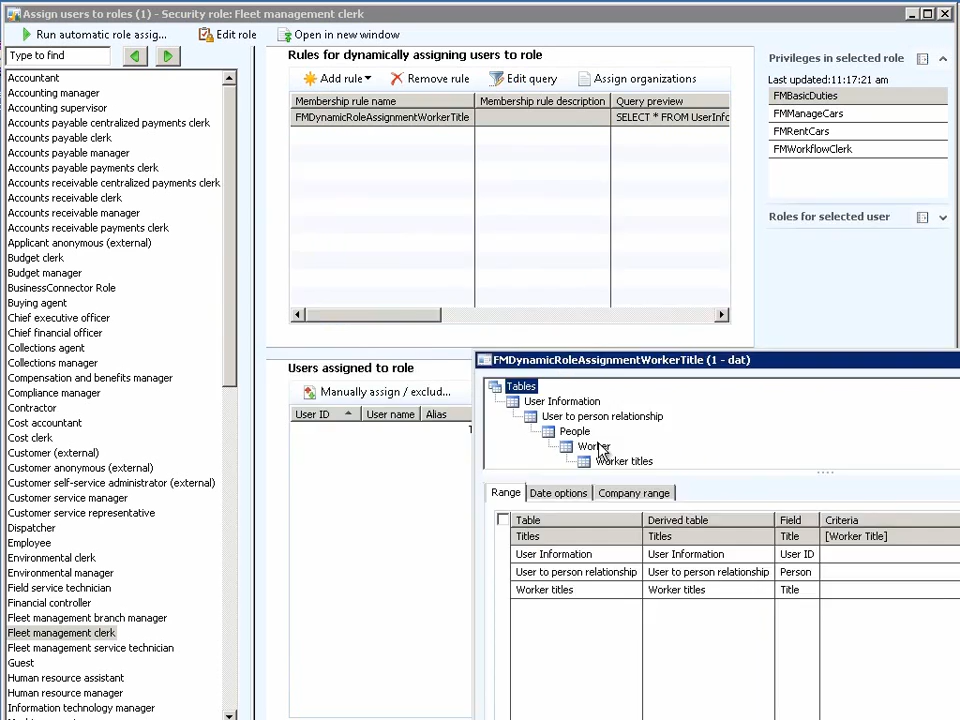 Assign users to roles (1) - Security role: Fleet management clerk
Run automatic role assig...
Edit role
Open in new window
Type to find
Accountant
Accounting manager
Accounting supervisor
Accounts payable centralized payments clerk
Accounts payable clerk
Accounts payable manager
Accounts payable payments clerk
Accounts receivable centralized payments clerk
Accounts receivable clerk
Accounts receivable manager
Accounts receivable payments clerk
Applicant anonymous (external)
Budget clerk
Budget manager
BusinessConnector Role
Buying agent
Chief executive officer
Chief financial officer
Collections agent
Collections manager
Compensation and benefits manager
Compliance manager
Contractor
Cost accountant
Cost clerk
Customer (external)
Customer anonymous (external)
Customer self-service administrator (external)
Customer service manager
Customer service representative
Dispatcher
Employee
Environmental clerk
Environmental manager
Field service technician
Financial controller
Fleet management branch manager
Fleet management clerk
Fleet management service technician
Guest
Human resource assistant
Human resource manager
Information technology manager
Rules for dynamically assigning users to role
Add rule
Remove rule
Edit query
Assign organizations
Membership rule name
Membership rule description
Query preview
FMDynamicRoleAssignmentWorkerTitle
SELECT * FROM UserInfo
Privileges in selected role
Last updated:11:17:21 am
FMBasicDuties
FMManageCars
FMRentCars
FMWorkflowClerk
Roles for selected user
Users assigned to role
Manually assign / exclud...
User ID
User name
Alias
FMDynamicRoleAssignmentWorkerTitle (1 - dat)
Tables
User Information
User to person relationship
People
Worker
Worker titles
Range
Date options
Company range
Table
Derived table
Field
Criteria
Titles
Titles
Title
[Worker Title]
User Information
User Information
User ID
User to person relationship
User to person relationship
Person
Worker titles
Worker titles
Title